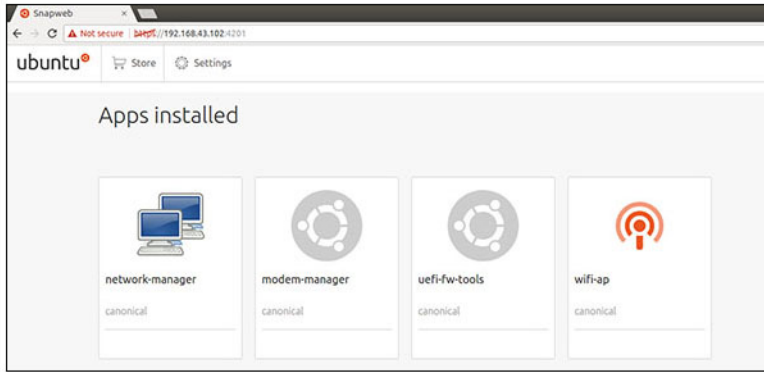 Snapweb
Not secure https://192.168.43.102:4201
ubuntu Store Settings
Apps installed
network-manager modem-manager uefi-fw-tools wifi-ap
canonical canonical canonical canonical